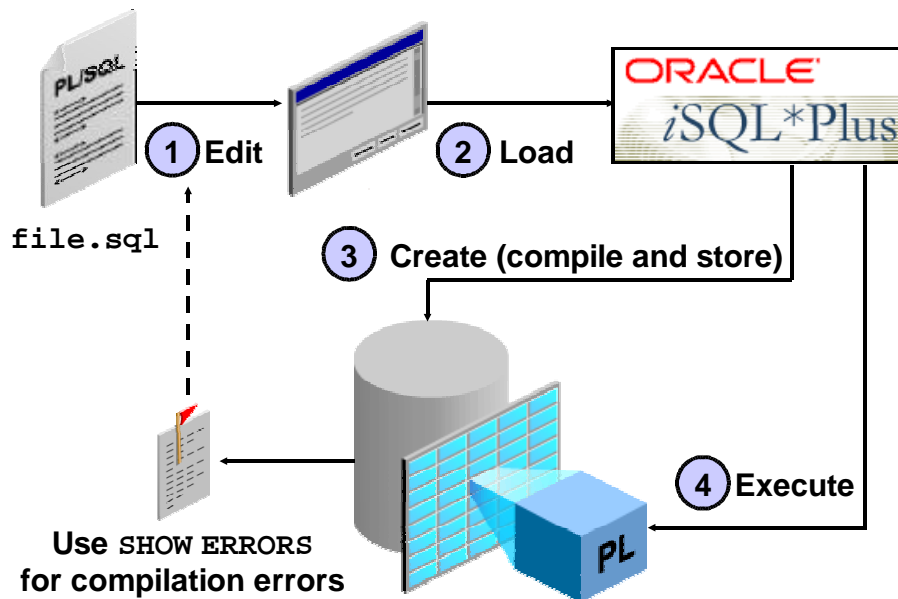 PL/SQL
1 Edit
2 Load
ORACLE
iSQL*Plus
file.sql
3 Create (compile and store)
4 Execute
PL
Use SHOW ERRORS
for compilation errors